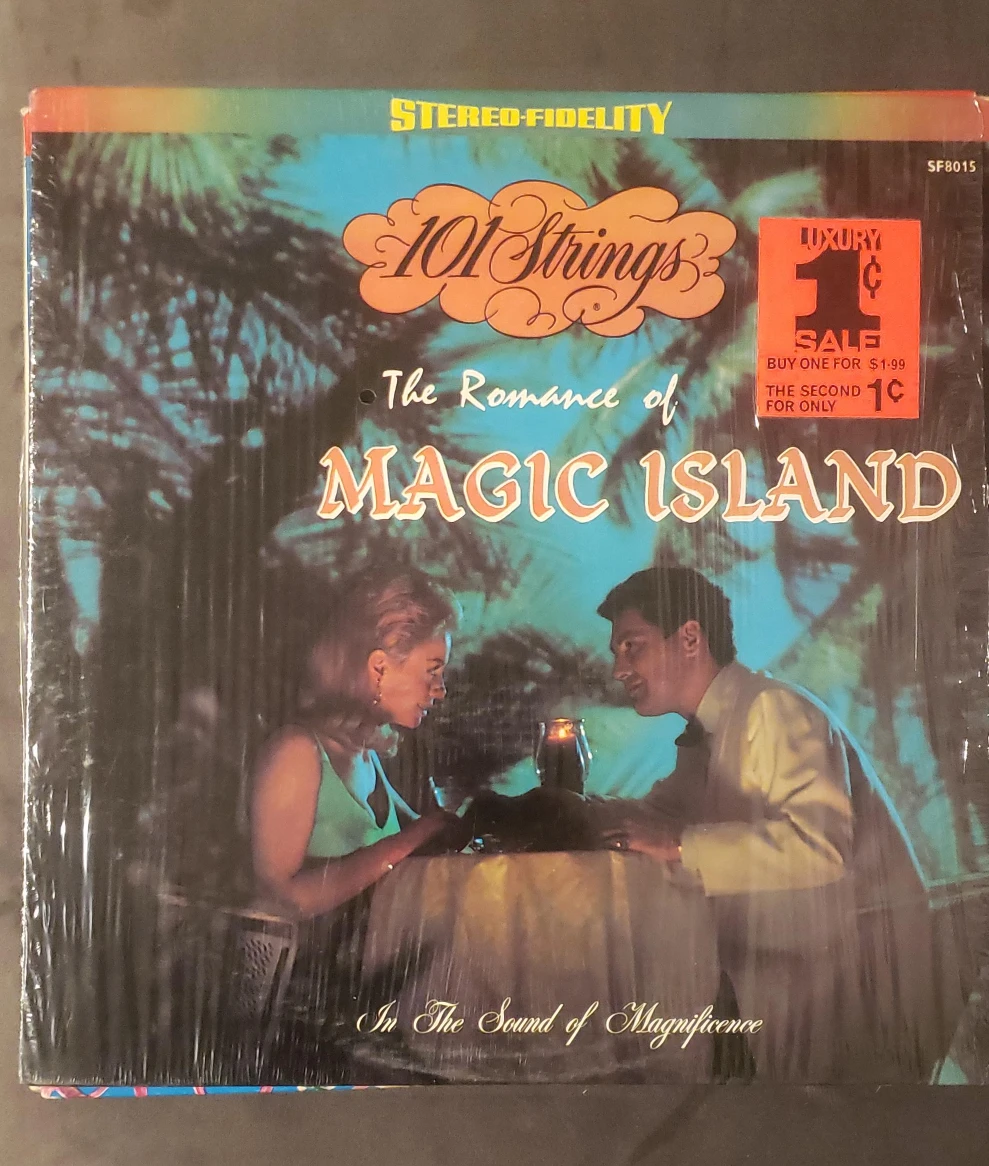 STEREO-FIDELITY
SF8015
101 Strings
®
LUXURY
1¢
SALE
BUY ONE FOR $1.99
THE SECOND
FOR ONLY 1¢
The Romance of
MAGIC ISLAND
In The Sound of Magnificence